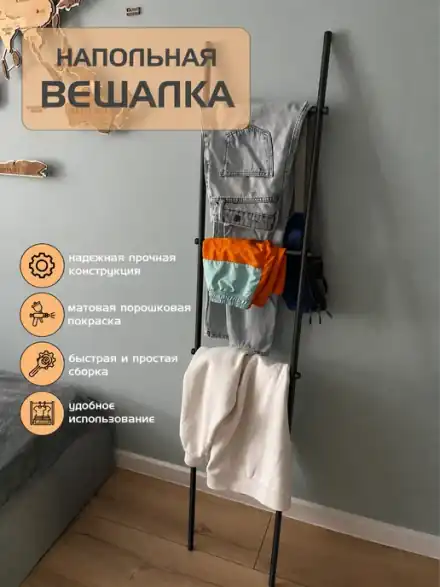 НАПОЛЬНАЯ
ВЕШАЛКА
надежная прочная
конструкция
матовая порошковая
покраска
быстрая и простая
сборка
удобное
использование